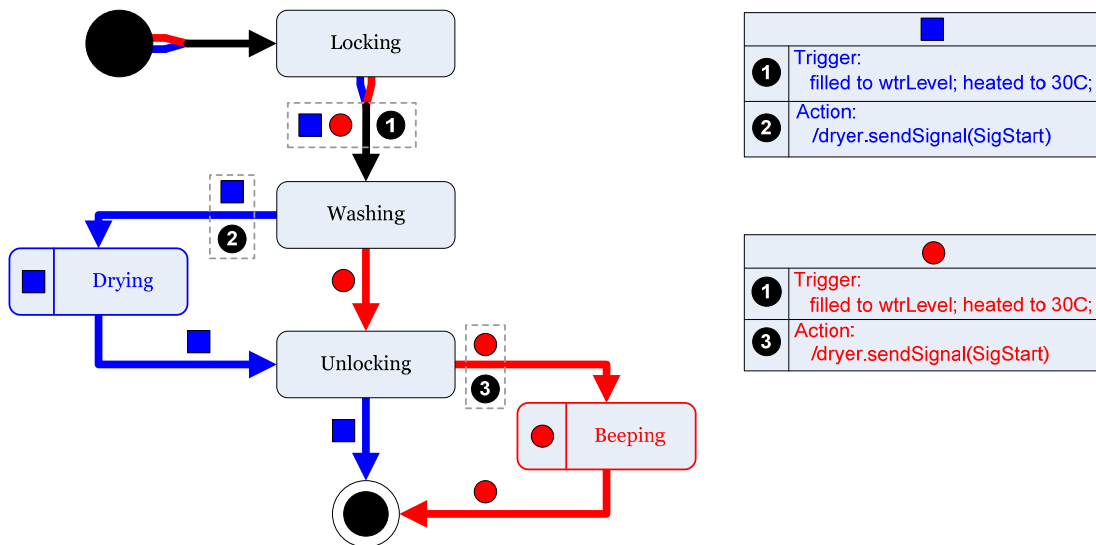 Locking
1
Washing
2
Drying
Unlocking
3
Beeping
1 Trigger:
filled to wtrLevel; heated to 30C;
2 Action:
/dryer.sendSignal(SigStart)
1 Trigger:
filled to wtrLevel; heated to 30C;
3 Action:
/dryer.sendSignal(SigStart)